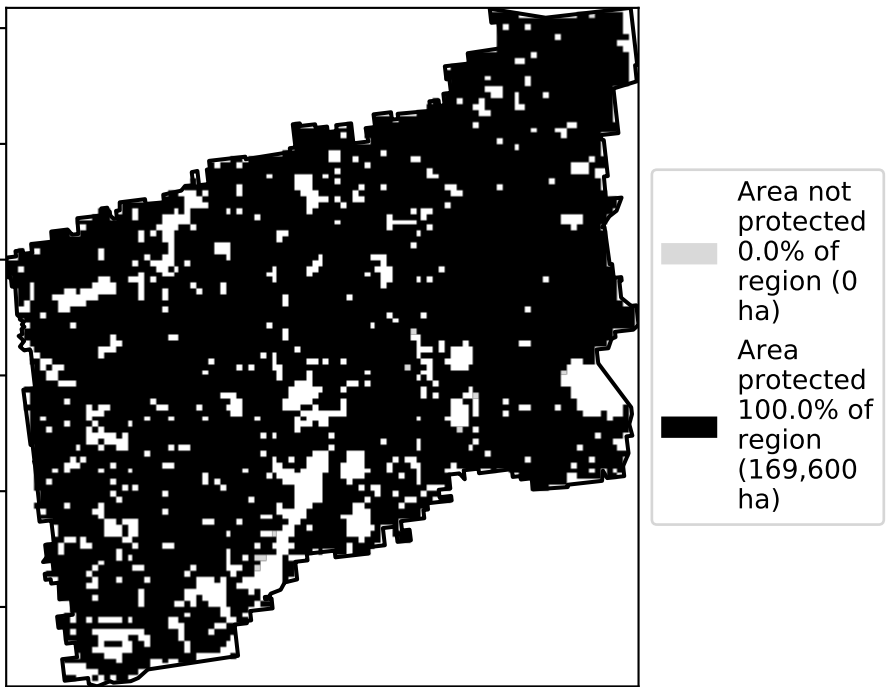 Area not
protected
0.0% of
region (0
ha)
Area
protected
100.0% of
region
(169,600
ha)